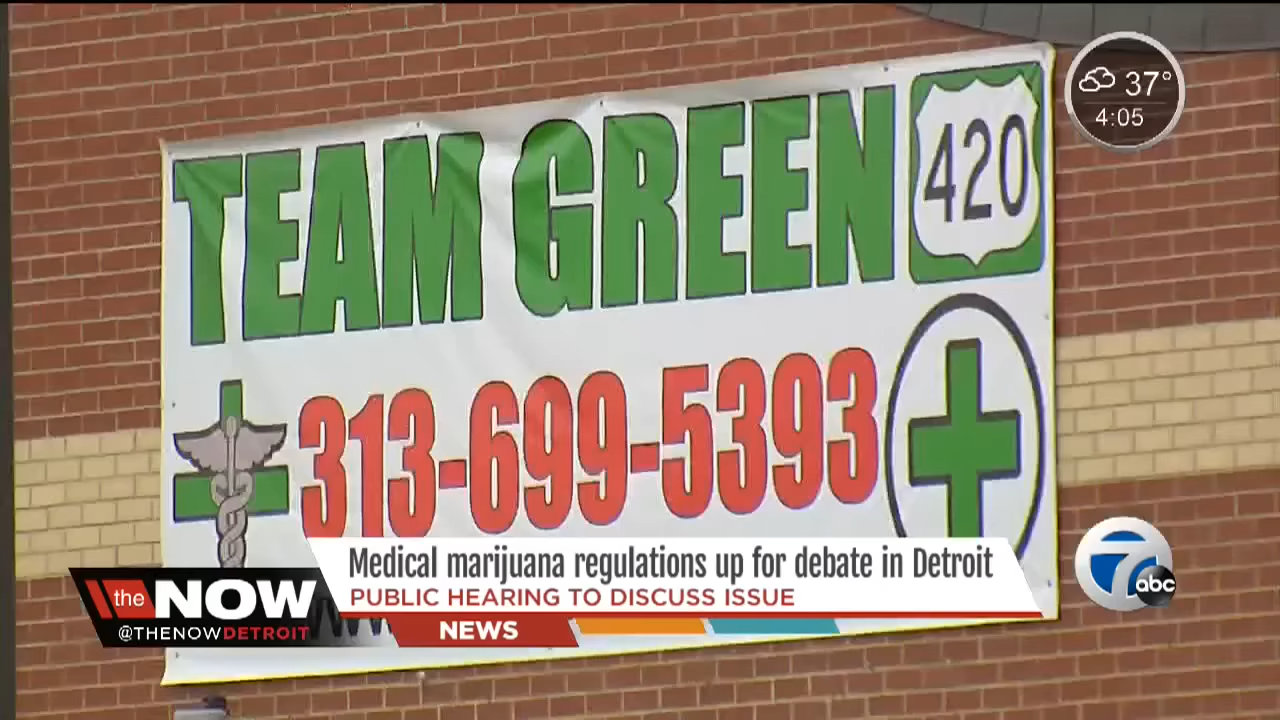 37°
4:05
TEAM GREEN
420
313-699-5393
Medical marijuana regulations up for debate in Detroit
PUBLIC HEARING TO DISCUSS ISSUE
the NOW
@THENOWDETROIT
NEWS
7
abc